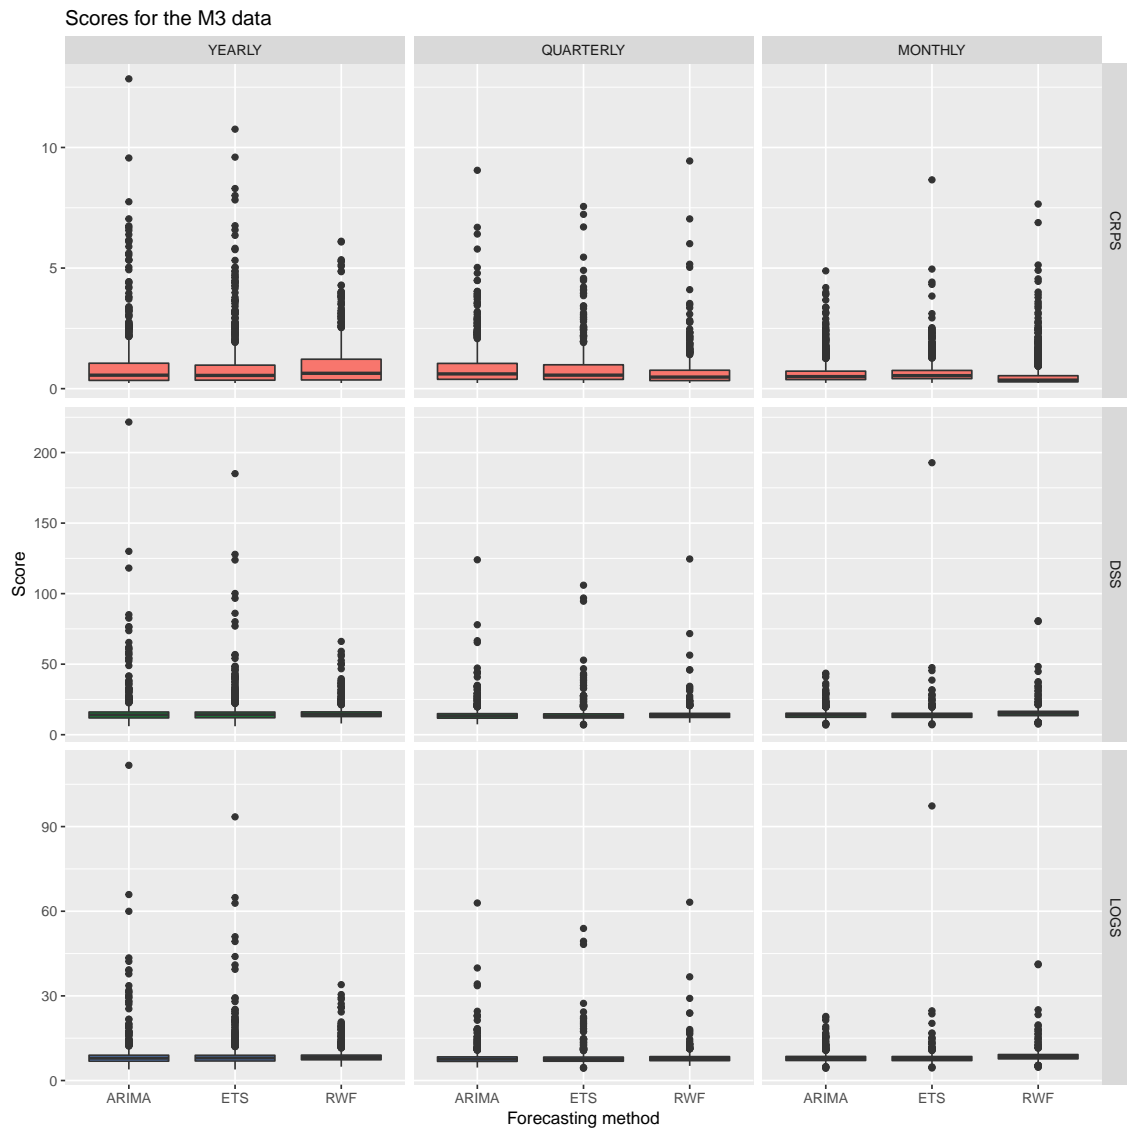 Scores for the M3 data
YEARLY QUARTERLY MONTHLY
10
5
0
CRPS
200
150
100
50
0
DSS
Score
90
60
30
0
LOGS
ARIMA ETS RWF ARIMA ETS RWF ARIMA ETS RWF
Forecasting method